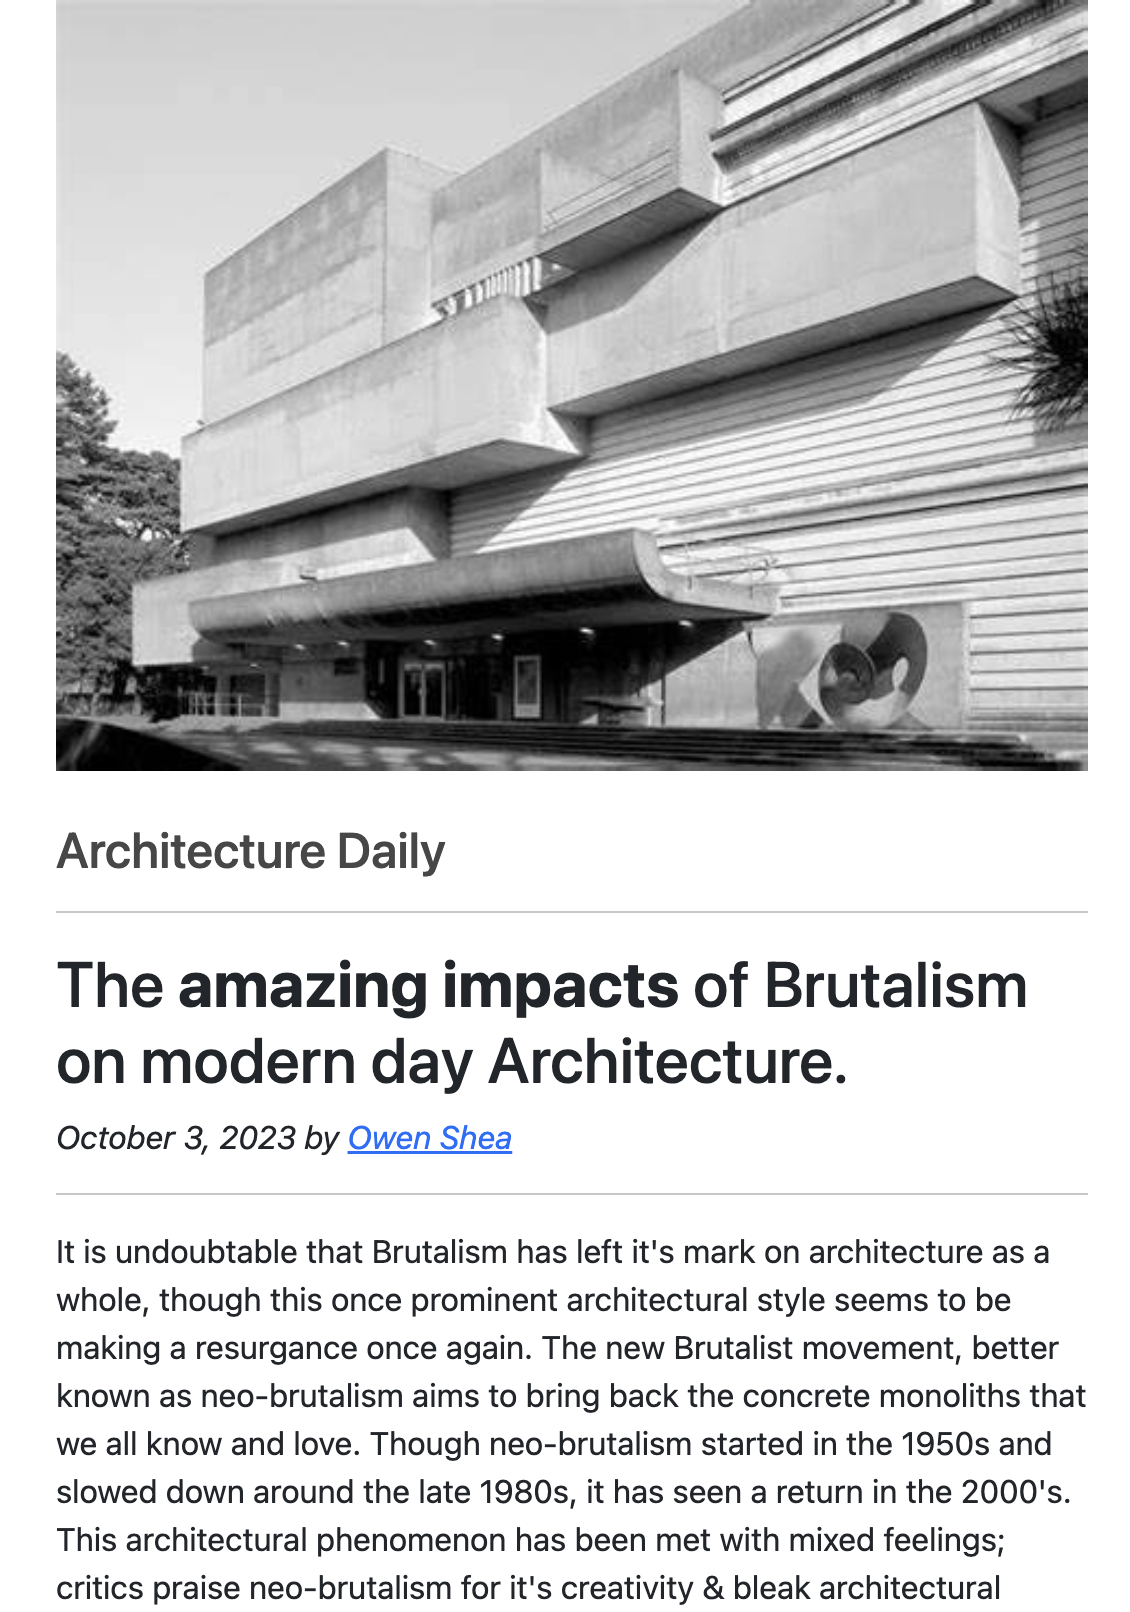 Architecture Daily
The amazing impacts of Brutalism
on modern day Architecture.
October 3, 2023 by Owen Shea
It is undoubtable that Brutalism has left it's mark on architecture as a
whole, though this once prominent architectural style seems to be
making a resurgance once again. The new Brutalist movement, better
known as neo-brutalism aims to bring back the concrete monoliths that
we all know and love. Though neo-brutalism started in the 1950s and
slowed down around the late 1980s, it has seen a return in the 2000's.
This architectural phenomenon has been met with mixed feelings;
critics praise neo-brutalism for it's creativity & bleak architectural